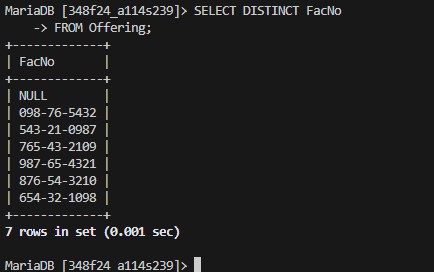 MariaDB [348f24_a114s239]> SELECT DISTINCT FacNo
    -> FROM Offering;
+-------------+
| FacNo       |
+-------------+
| NULL        |
| 098-76-5432 |
| 543-21-0987 |
| 765-43-2109 |
| 987-65-4321 |
| 876-54-3210 |
| 654-32-1098 |
+-------------+
7 rows in set (0.001 sec)
MariaDB [348f24_a114s239]>